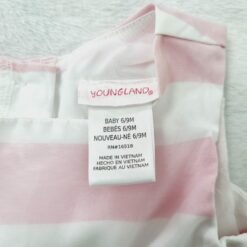 YOUNGLAND®
BABY 6/9M
BEBÉS 6/9M
NOUVEAU-NÉ 6/9M
RN#16018
MADE IN VIETNAM
HECHO EN VIETNAM
FABRIQUE AU VIETNAM